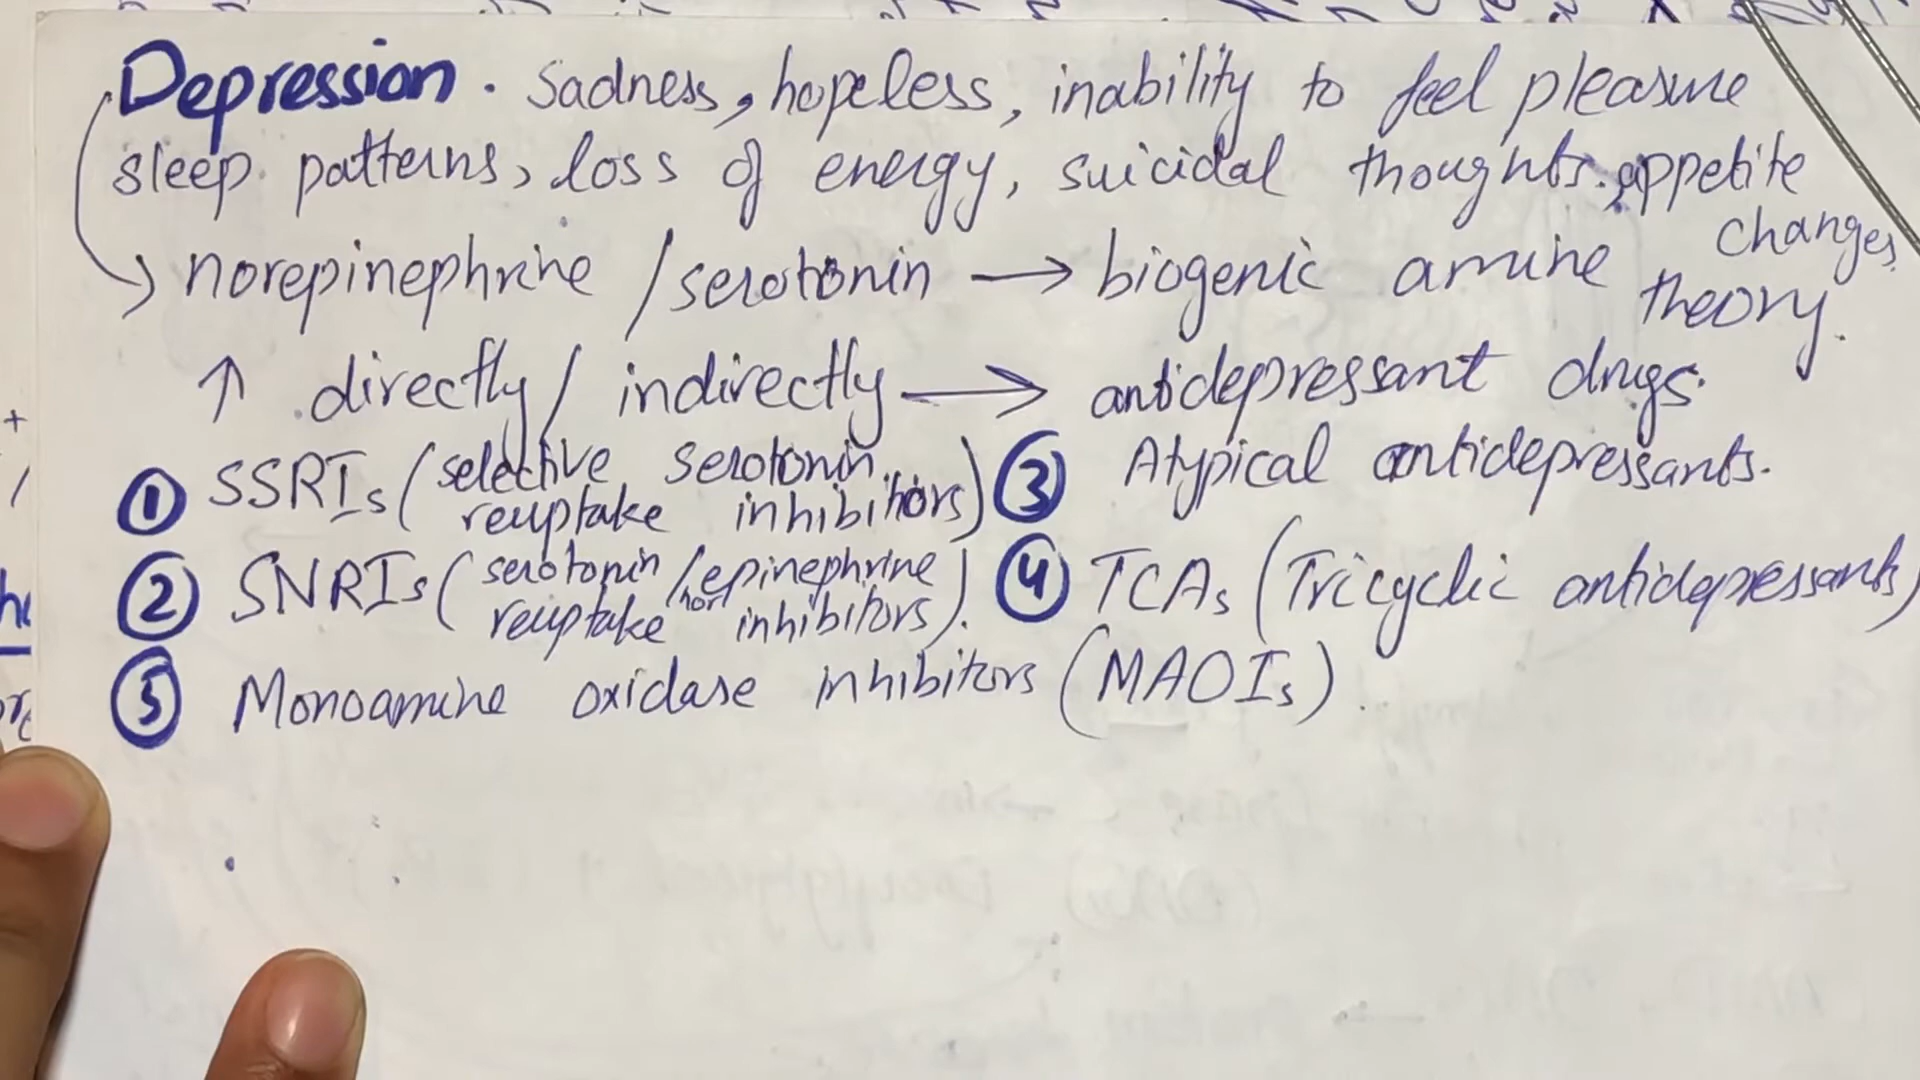 Depression. Sadness, hopeless, inability to feel pleasure
sleep patterns, loss of energy, suicidal thoughts, appetite
changes,
→ norepinephrine / serotonin → biogenic amine theory.
↑ directly / indirectly → antidepressant drugs.
① SSRIs (selective serotonin
reuptake inhibitors)
② SNRIs (serotonin / norepinephrine
reuptake inhibitors).
③ Atypical antidepressants.
④ TCAs (Tricyclic antidepressants)
⑤ Monoamine oxidase inhibitors (MAOIs).